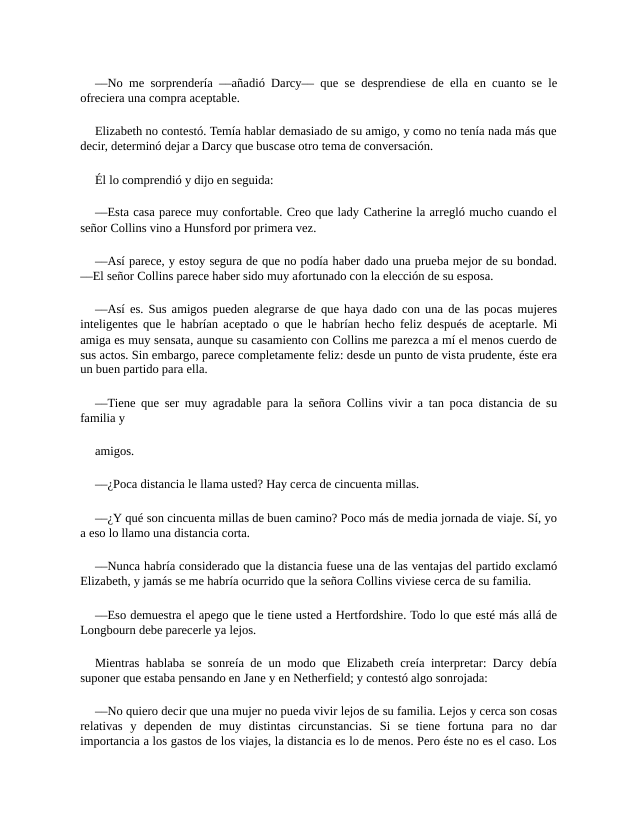 —No me sorprendería —añadió Darcy— que se desprendiese de ella en cuanto se le
ofreciera una compra aceptable.
Elizabeth no contestó. Temía hablar demasiado de su amigo, y como no tenía nada más que
decir, determinó dejar a Darcy que buscase otro tema de conversación.
Él lo comprendió y dijo en seguida:
—Esta casa parece muy confortable. Creo que lady Catherine la arregló mucho cuando el
señor Collins vino a Hunsford por primera vez.
—Así parece, y estoy segura de que no podía haber dado una prueba mejor de su bondad.
—El señor Collins parece haber sido muy afortunado con la elección de su esposa.
—Así es. Sus amigos pueden alegrarse de que haya dado con una de las pocas mujeres
inteligentes que le habrían aceptado o que le habrían hecho feliz después de aceptarle. Mi
amiga es muy sensata, aunque su casamiento con Collins me parezca a mí el menos cuerdo de
sus actos. Sin embargo, parece completamente feliz: desde un punto de vista prudente, éste era
un buen partido para ella.
—Tiene que ser muy agradable para la señora Collins vivir a tan poca distancia de su
familia y
amigos.
—¿Poca distancia le llama usted? Hay cerca de cincuenta millas.
—¿Y qué son cincuenta millas de buen camino? Poco más de media jornada de viaje. Sí, yo
a eso lo llamo una distancia corta.
—Nunca habría considerado que la distancia fuese una de las ventajas del partido exclamó
Elizabeth, y jamás se me habría ocurrido que la señora Collins viviese cerca de su familia.
—Eso demuestra el apego que le tiene usted a Hertfordshire. Todo lo que esté más allá de
Longbourn debe parecerle ya lejos.
Mientras hablaba se sonreía de un modo que Elizabeth creía interpretar: Darcy debía
suponer que estaba pensando en Jane y en Netherfield; y contestó algo sonrojada:
—No quiero decir que una mujer no pueda vivir lejos de su familia. Lejos y cerca son cosas
relativas y dependen de muy distintas circunstancias. Si se tiene fortuna para no dar
importancia a los gastos de los viajes, la distancia es lo de menos. Pero éste no es el caso. Los